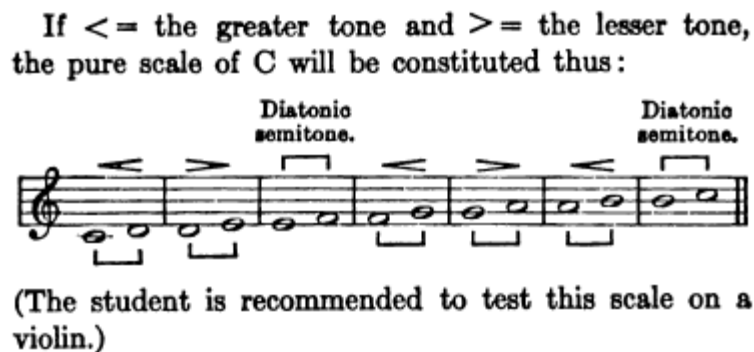 If < = the greater tone and > = the lesser tone,
the pure scale of C will be constituted thus:
Diatonic semitone.
Diatonic semitone.
(The student is recommended to test this scale on a
violin.)